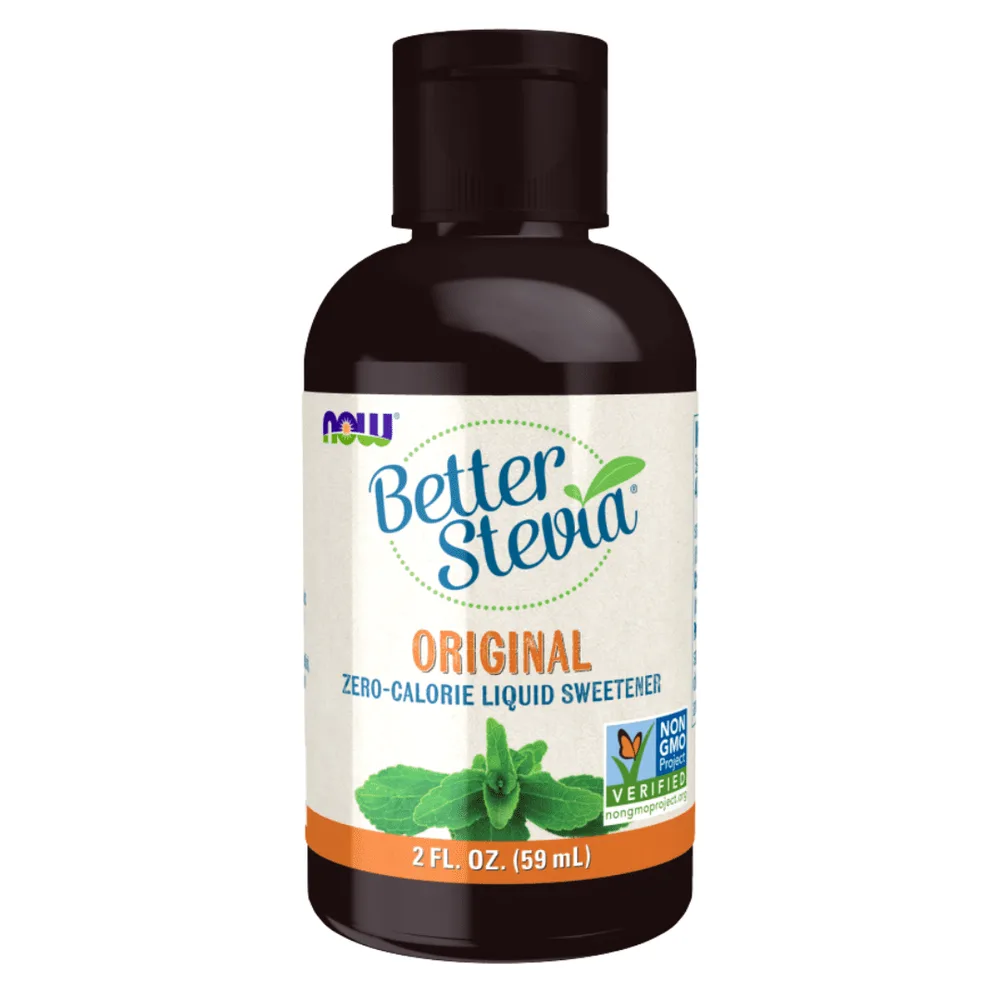 NOW®
Better
Stevia®
ORIGINAL
ZERO-CALORIE LIQUID SWEETENER
NON
GMO
Project
VERIFIED
nongmoproject.org
2 FL. OZ. (59 mL)